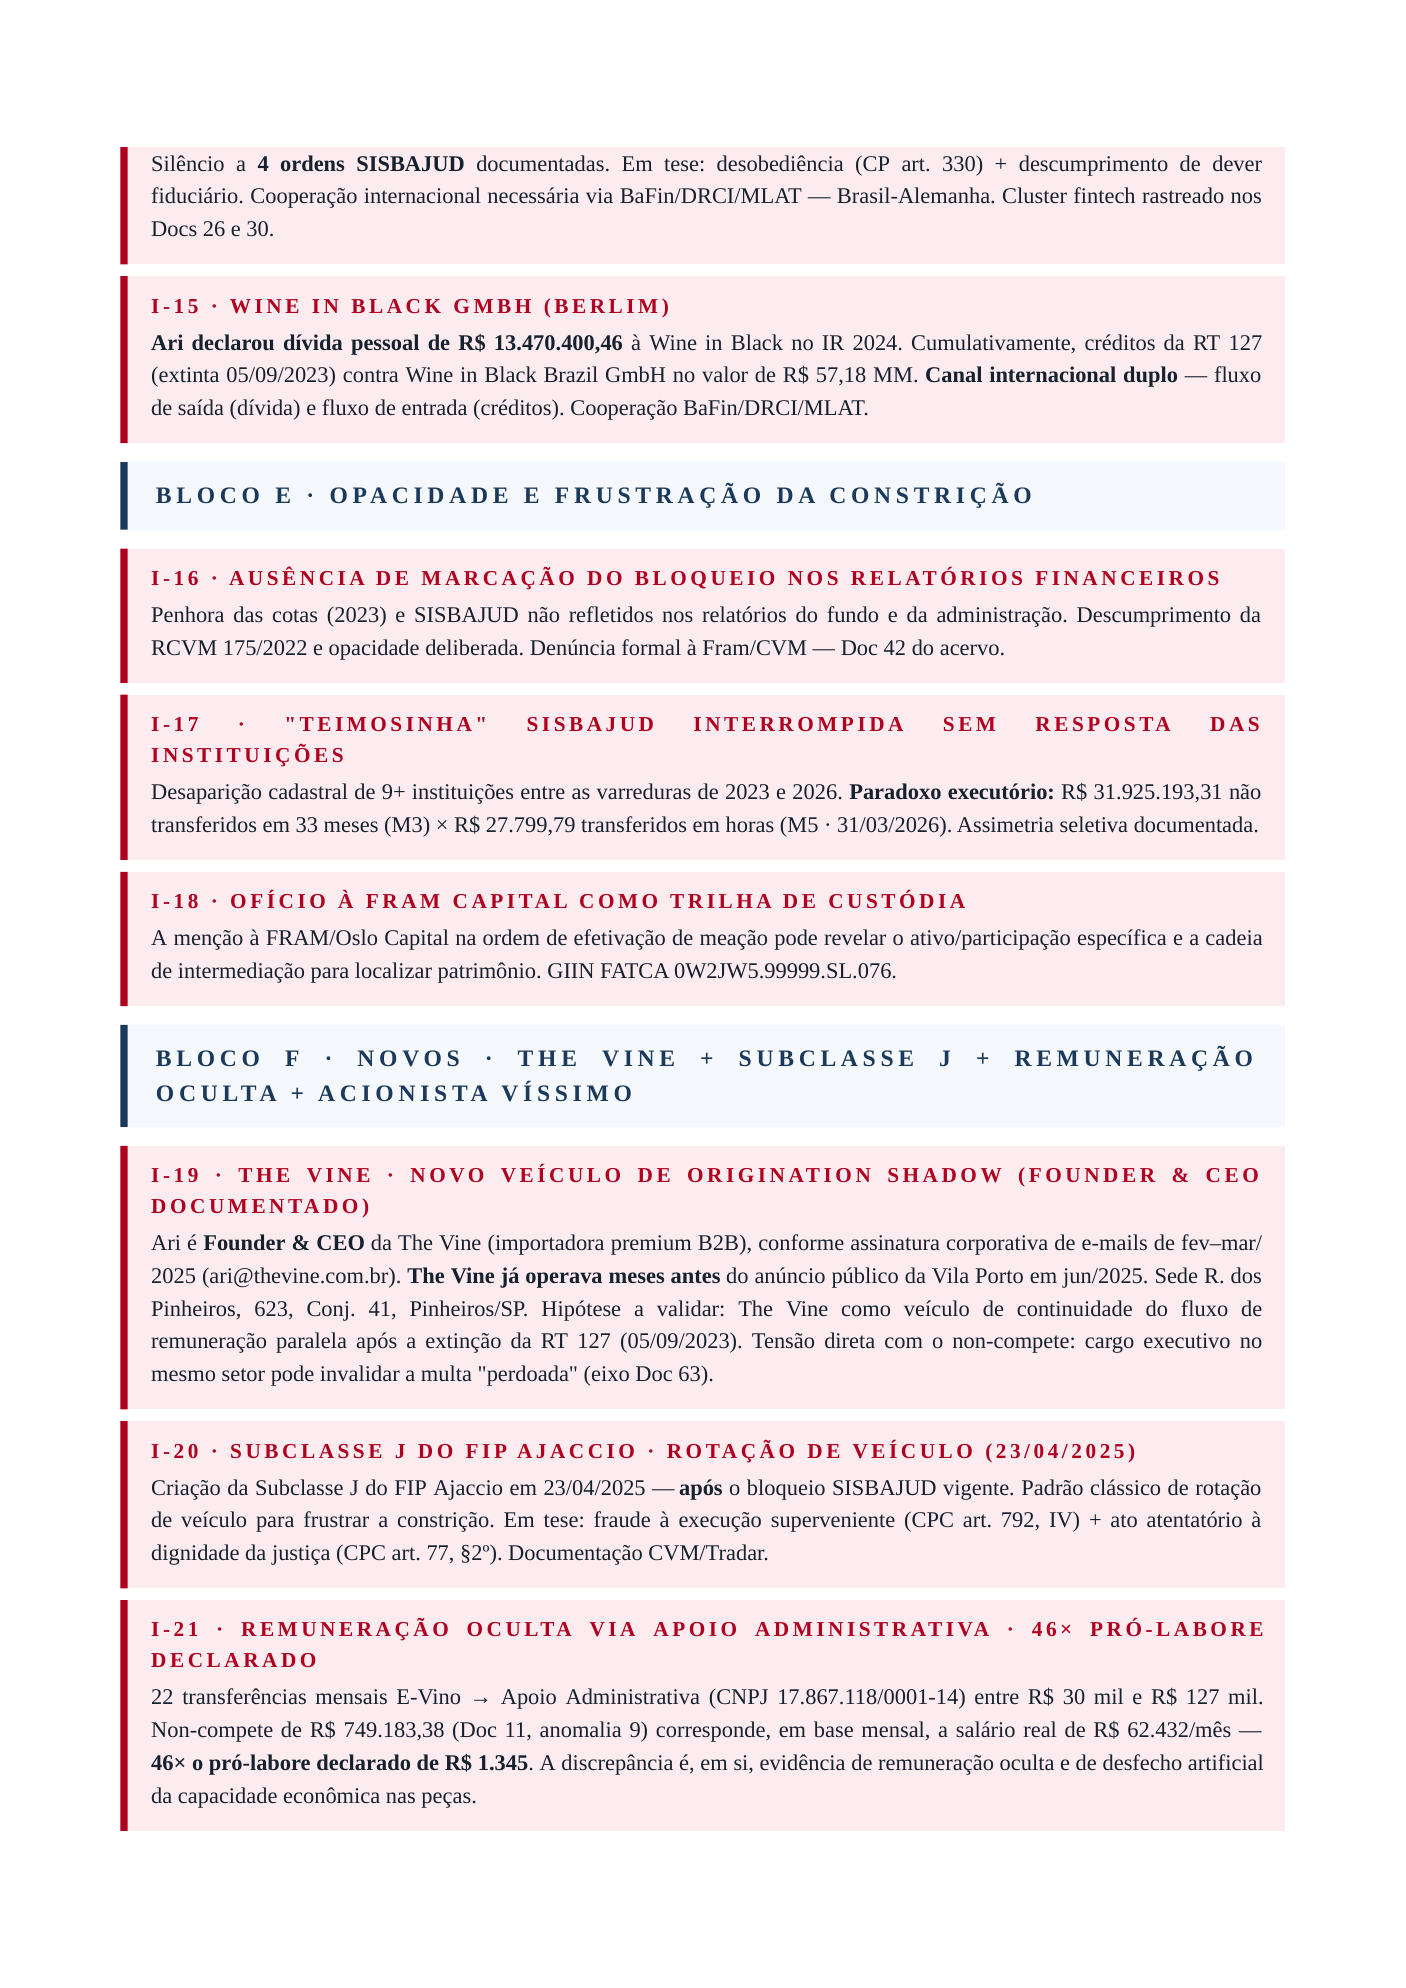 Silêncio a 4 ordens SISBAJUD documentadas. Em tese: desobediência (CP art. 330) + descumprimento de dever
fiduciário. Cooperação internacional necessária via BaFin/DRCI/MLAT — Brasil-Alemanha. Cluster fintech rastreado nos
Docs 26 e 30.
I-15 · WINE IN BLACK GMBH (BERLIM)
Ari declarou dívida pessoal de R$ 13.470.400,46 à Wine in Black no IR 2024. Cumulativamente, créditos da RT 127
(extinta 05/09/2023) contra Wine in Black Brazil GmbH no valor de R$ 57,18 MM. Canal internacional duplo — fluxo
de saída (dívida) e fluxo de entrada (créditos). Cooperação BaFin/DRCI/MLAT.
BLOCO E · OPACIDADE E FRUSTRAÇÃO DA CONSTRIÇÃO
I-16 · AUSÊNCIA DE MARCAÇÃO DO BLOQUEIO NOS RELATÓRIOS FINANCEIROS
Penhora das cotas (2023) e SISBAJUD não refletidos nos relatórios do fundo e da administração. Descumprimento da
RCVM 175/2022 e opacidade deliberada. Denúncia formal à Fram/CVM — Doc 42 do acervo.
I-17 · "TEIMOSINHA" SISBAJUD INTERROMPIDA SEM RESPOSTA DAS
INSTITUIÇÕES
Desaparição cadastral de 9+ instituições entre as varreduras de 2023 e 2026. Paradoxo executório: R$ 31.925.193,31 não
transferidos em 33 meses (M3) × R$ 27.799,79 transferidos em horas (M5 · 31/03/2026). Assimetria seletiva documentada.
I-18 · OFÍCIO À FRAM CAPITAL COMO TRILHA DE CUSTÓDIA
A menção à FRAM/Oslo Capital na ordem de efetivação de meação pode revelar o ativo/participação específica e a cadeia
de intermediação para localizar patrimônio. GIIN FATCA 0W2JW5.99999.SL.076.
BLOCO F · NOVOS · THE VINE + SUBCLASSE J + REMUNERAÇÃO
OCULTA + ACIONISTA VÍSSIMO
I-19 · THE VINE · NOVO VEÍCULO DE ORIGINATION SHADOW (FOUNDER & CEO
DOCUMENTADO)
Ari é Founder & CEO da The Vine (importadora premium B2B), conforme assinatura corporativa de e-mails de fev–mar/
2025 (ari@thevine.com.br). The Vine já operava meses antes do anúncio público da Vila Porto em jun/2025. Sede R. dos
Pinheiros, 623, Conj. 41, Pinheiros/SP. Hipótese a validar: The Vine como veículo de continuidade do fluxo de
remuneração paralela após a extinção da RT 127 (05/09/2023). Tensão direta com o non-compete: cargo executivo no
mesmo setor pode invalidar a multa "perdoada" (eixo Doc 63).
I-20 · SUBCLASSE J DO FIP AJACCIO · ROTAÇÃO DE VEÍCULO (23/04/2025)
Criação da Subclasse J do FIP Ajaccio em 23/04/2025 — após o bloqueio SISBAJUD vigente. Padrão clássico de rotação
de veículo para frustrar a constrição. Em tese: fraude à execução superveniente (CPC art. 792, IV) + ato atentatório à
dignidade da justiça (CPC art. 77, §2º). Documentação CVM/Tradar.
I-21 · REMUNERAÇÃO OCULTA VIA APOIO ADMINISTRATIVA · 46× PRÓ-LABORE
DECLARADO
22 transferências mensais E-Vino → Apoio Administrativa (CNPJ 17.867.118/0001-14) entre R$ 30 mil e R$ 127 mil.
Non-compete de R$ 749.183,38 (Doc 11, anomalia 9) corresponde, em base mensal, a salário real de R$ 62.432/mês —
46× o pró-labore declarado de R$ 1.345. A discrepância é, em si, evidência de remuneração oculta e de desfecho artificial
da capacidade econômica nas peças.